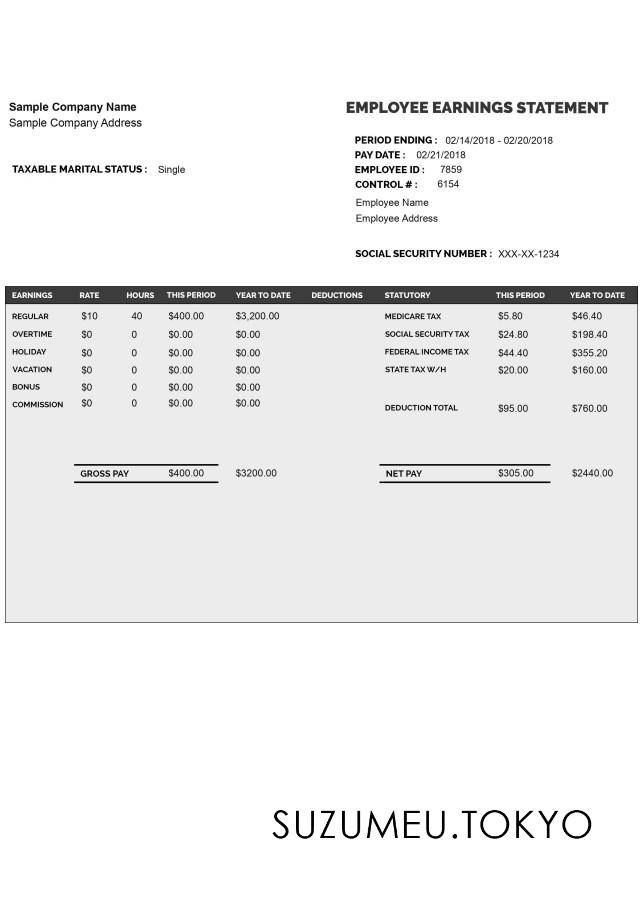 Sample Company Name
Sample Company Address
TAXABLE MARITAL STATUS : Single
EMPLOYEE EARNINGS STATEMENT
PERIOD ENDING : 02/14/2018 - 02/20/2018
PAY DATE : 02/21/2018
EMPLOYEE ID : 7859
CONTROL # : 6154
Employee Name
Employee Address
SOCIAL SECURITY NUMBER : XXX-XX-1234
EARNINGS RATE HOURS THIS PERIOD YEAR TO DATE DEDUCTIONS STATUTORY THIS PERIOD YEAR TO DATE
REGULAR $10 40 $400.00 $3,200.00 MEDICARE TAX $5.80 $46.40
OVERTIME $0 0 $0.00 $0.00 SOCIAL SECURITY TAX $24.80 $198.40
HOLIDAY $0 0 $0.00 $0.00 FEDERAL INCOME TAX $44.40 $355.20
VACATION $0 0 $0.00 $0.00 STATE TAX W/H $20.00 $160.00
BONUS $0 0 $0.00 $0.00
COMMISSION $0 0 $0.00 $0.00 DEDUCTION TOTAL $95.00 $760.00
GROSS PAY $400.00 $3200.00 NET PAY $305.00 $2440.00
SUZUMEU.TOKYO